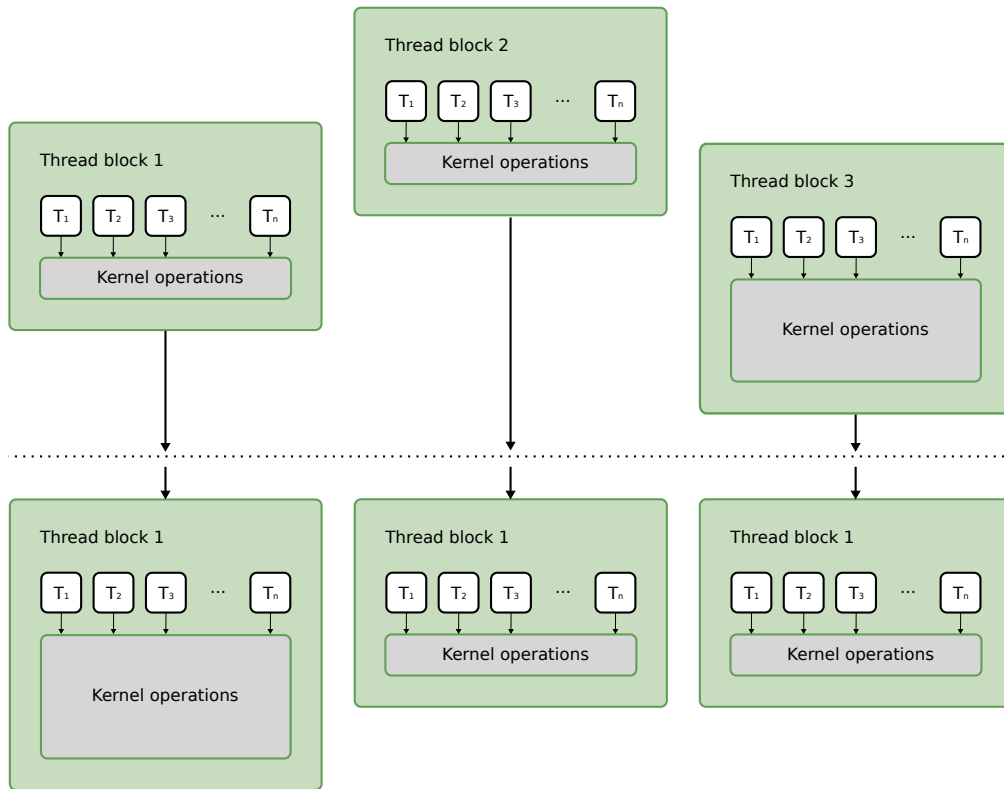 Thread block 1
T₁ T₂ T₃ ... Tₙ
Kernel operations
Thread block 2
T₁ T₂ T₃ ... Tₙ
Kernel operations
Thread block 3
T₁ T₂ T₃ ... Tₙ
Kernel operations
Thread block 1
T₁ T₂ T₃ ... Tₙ
Kernel operations
Thread block 1
T₁ T₂ T₃ ... Tₙ
Kernel operations
Thread block 1
T₁ T₂ T₃ ... Tₙ
Kernel operations